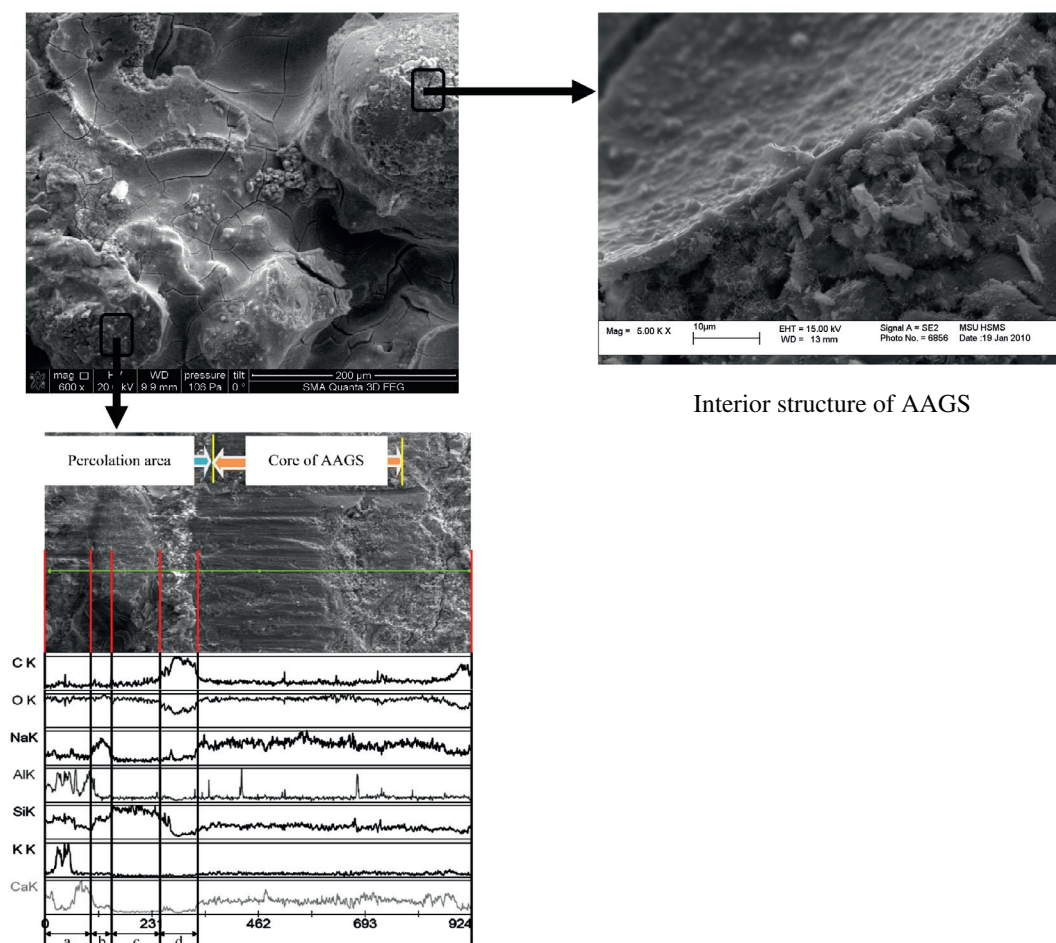 mag HV WD pressure tilt
600 x 20.0 kV 9.9 mm 106 Pa 0 ° 200 µm SMA Quanta 3D FEG
Mag = 5.00 K X 10µm EHT = 15.00 kV Signal A = SE2 MSU HSMS
WD = 13 mm Photo No. = 6856 Date :19 Jan 2010
Interior structure of AAGS
Percolation area Core of AAGS
C K
O K
NaK
AlK
SiK
K K
CaK
0 231 462 693 924
a b c d